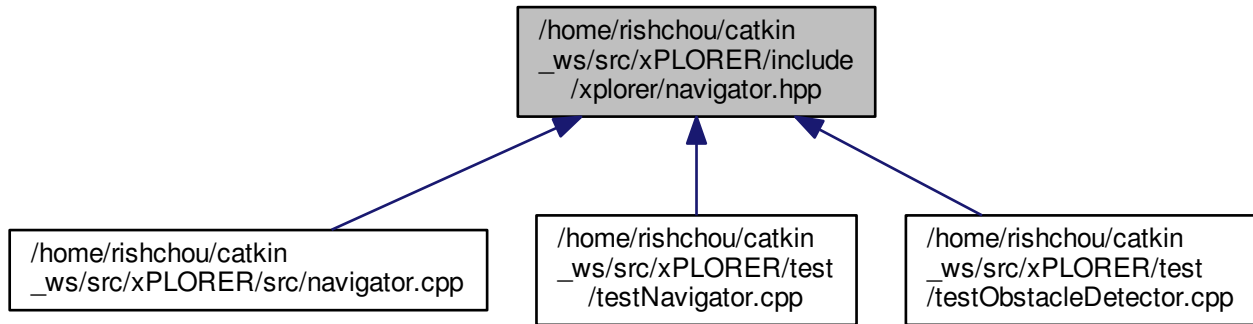 /home/rishchou/catkin
_ws/src/xPLORER/include
/xplorer/navigator.hpp
/home/rishchou/catkin
_ws/src/xPLORER/src/navigator.cpp
/home/rishchou/catkin
_ws/src/xPLORER/test
/testNavigator.cpp
/home/rishchou/catkin
_ws/src/xPLORER/test
/testObstacleDetector.cpp